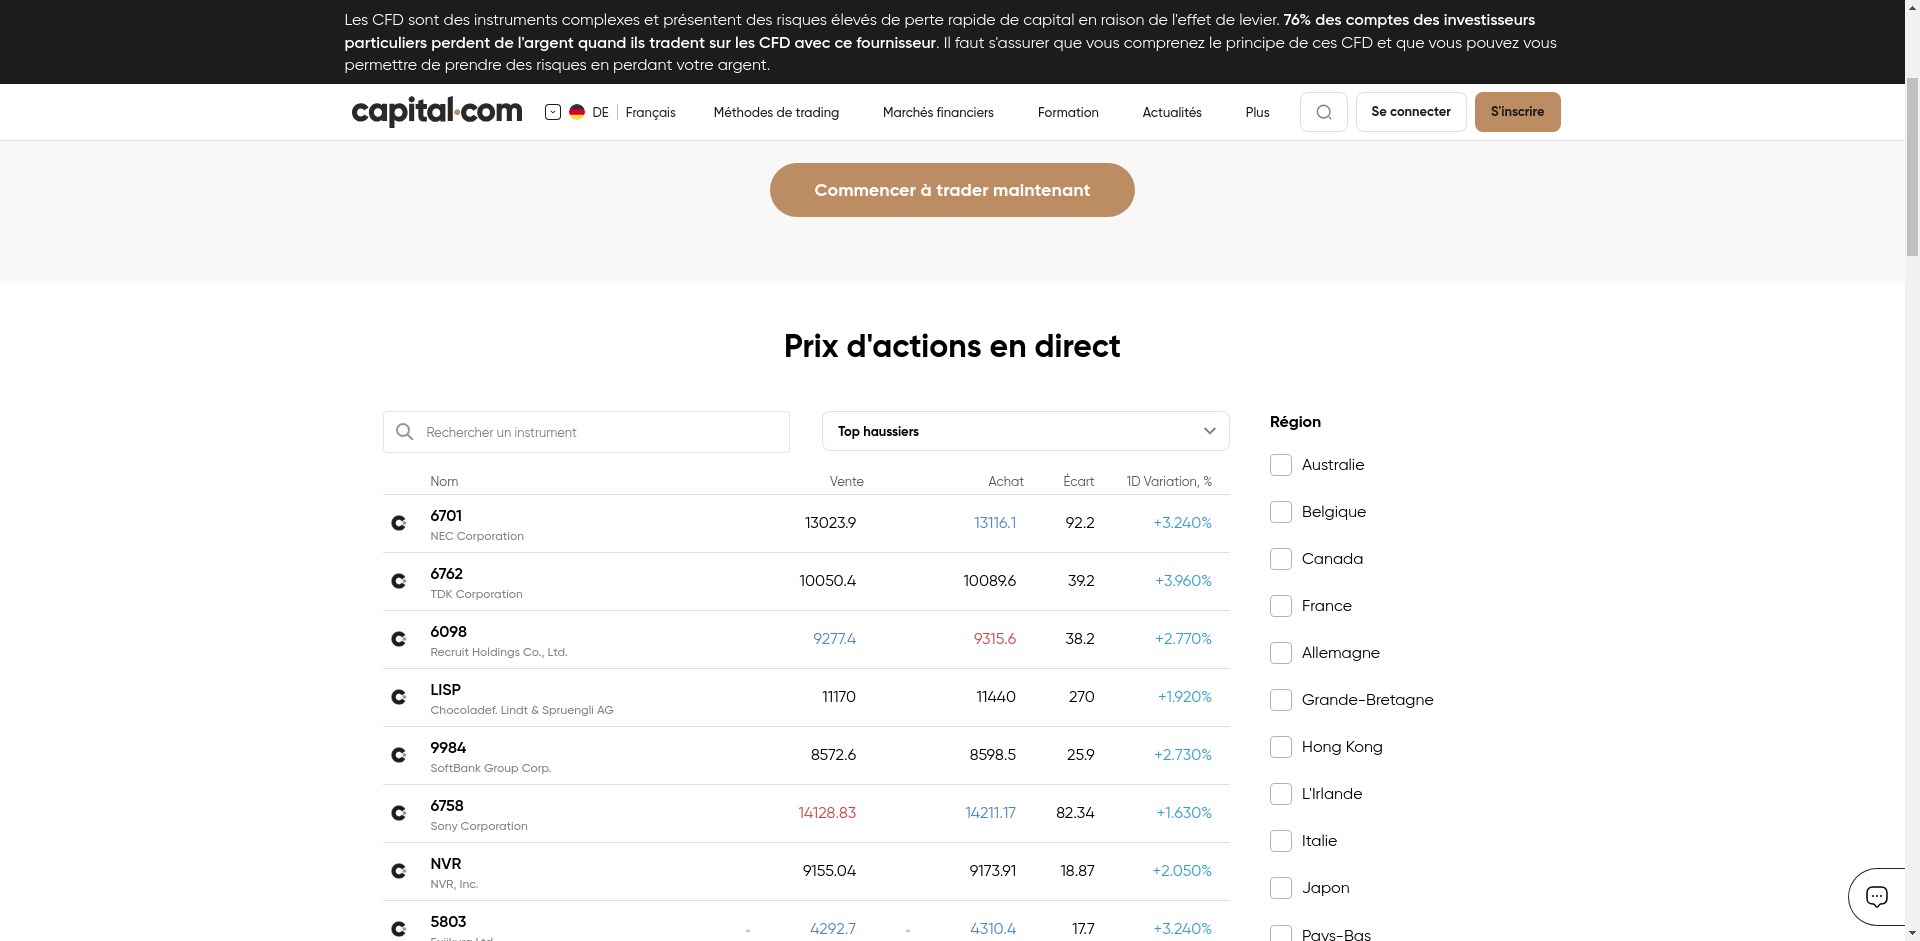 Les CFD sont des instruments complexes et présentent des risques élevés de perte rapide de capital en raison de l'effet de levier. 76% des comptes des investisseurs
particuliers perdent de l'argent quand ils tradent sur les CFD avec ce fournisseur. Il faut s'assurer que vous comprenez le principe de ces CFD et que vous pouvez vous
permettre de prendre des risques en perdant votre argent.
capital.com DE Français Méthodes de trading Marchés financiers Formation Actualités Plus Se connecter S'inscrire
Commencer à trader maintenant
Prix d'actions en direct
Rechercher un instrument Top haussiers
Nom Vente Achat Écart 1D Variation, %
6701 13023.9 13116.1 92.2 +3.240%
NEC Corporation
6762 10050.4 10089.6 39.2 +3.960%
TDK Corporation
6098 9277.4 9315.6 38.2 +2.770%
Recruit Holdings Co., Ltd.
LISP 11170 11440 270 +1.920%
Chocoladef. Lindt & Spruengli AG
9984 8572.6 8598.5 25.9 +2.730%
SoftBank Group Corp.
6758 14128.83 14211.17 82.34 +1.630%
Sony Corporation
NVR 9155.04 9173.91 18.87 +2.050%
NVR, Inc.
5803 4292.7 4310.4 17.7 +3.240%
Région
Australie
Belgique
Canada
France
Allemagne
Grande-Bretagne
Hong Kong
L'Irlande
Italie
Japon
Pays-Bas